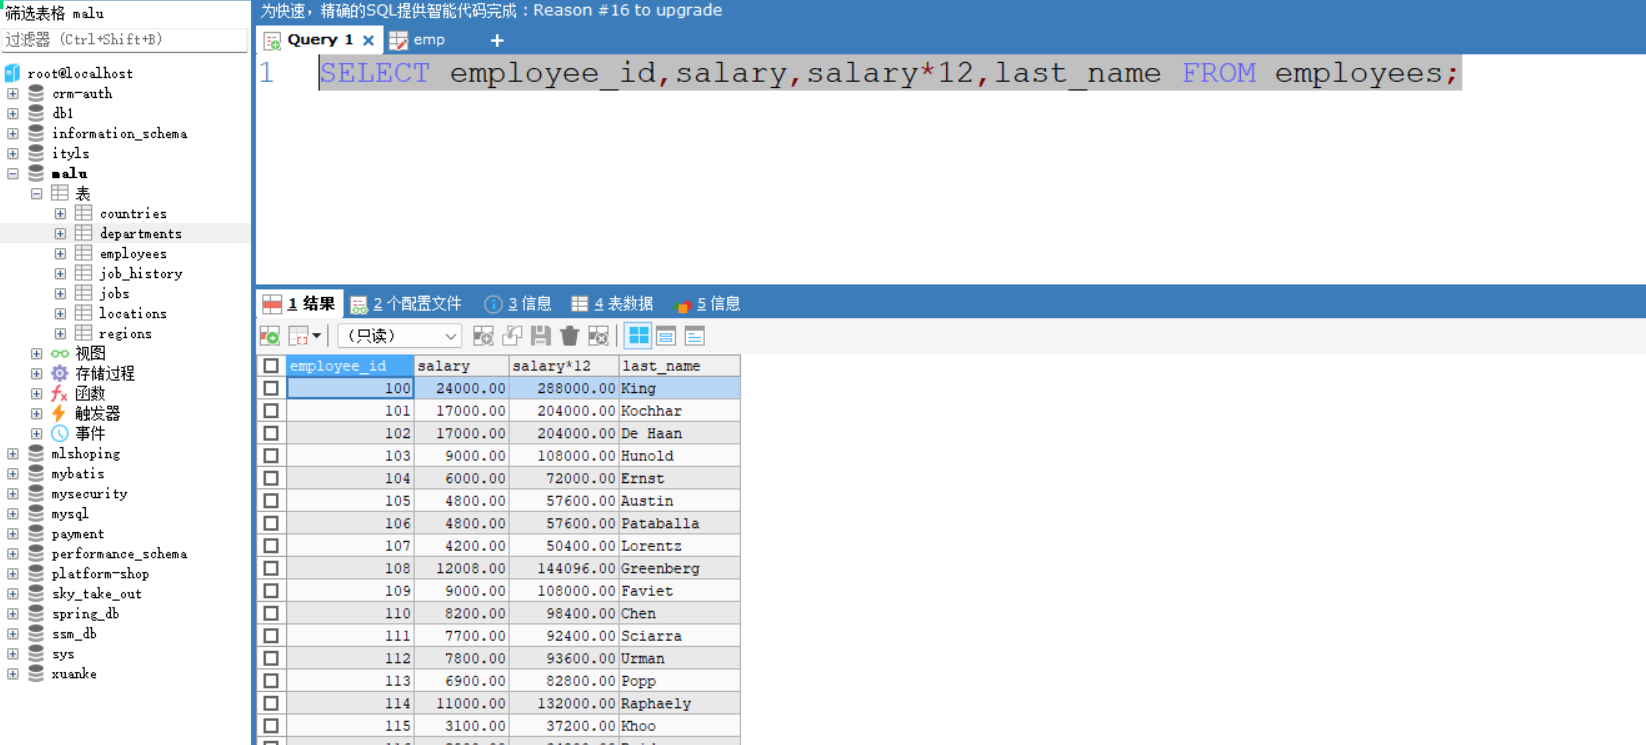 筛选表格 malu
过滤器 (Ctrl+Shift+B)
root@localhost
crm-auth
db1
information_schema
ityls
malu
表
countries
departments
employees
job_history
jobs
locations
regions
视图
存储过程
函数
触发器
事件
mlshoping
mybatis
mysecurity
mysql
payment
performance_schema
platform-shop
sky_take_out
spring_db
ssm_db
sys
xuanke
为快速，精确的SQL提供智能代码完成：Reason #16 to upgrade
Query 1 × emp +
1 SELECT employee_id,salary,salary*12,last_name FROM employees;
1 结果 2 个配置文件 3 信息 4 表数据 5 信息
（只读）
employee_id salary salary*12 last_name
100 24000.00 288000.00 King
101 17000.00 204000.00 Kochhar
102 17000.00 204000.00 De Haan
103 9000.00 108000.00 Hunold
104 6000.00 72000.00 Ernst
105 4800.00 57600.00 Austin
106 4800.00 57600.00 Pataballa
107 4200.00 50400.00 Lorentz
108 12008.00 144096.00 Greenberg
109 9000.00 108000.00 Faviet
110 8200.00 98400.00 Chen
111 7700.00 92400.00 Sciarra
112 7800.00 93600.00 Urman
113 6900.00 82800.00 Popp
114 11000.00 132000.00 Raphaely
115 3100.00 37200.00 Khoo